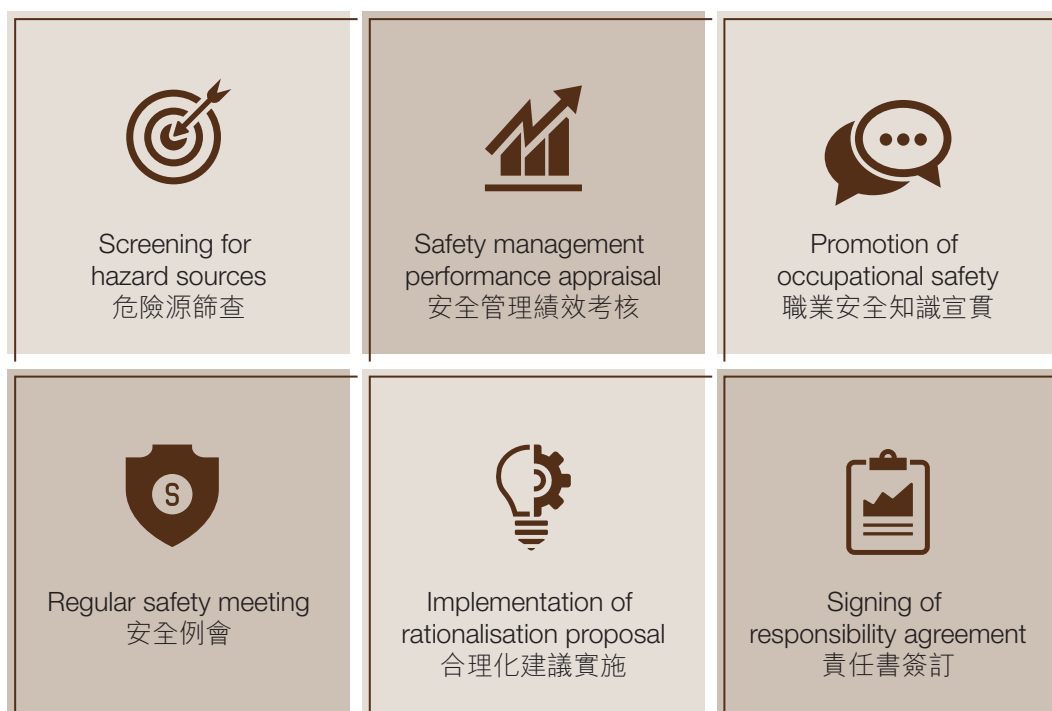 Screening for
hazard sources
危險源篩查
Safety management
performance appraisal
安全管理績效考核
Promotion of
occupational safety
職業安全知識宣貫
S
Regular safety meeting
安全例會
Implementation of
rationalisation proposal
合理化建議實施
Signing of
responsibility agreement
責任書簽訂